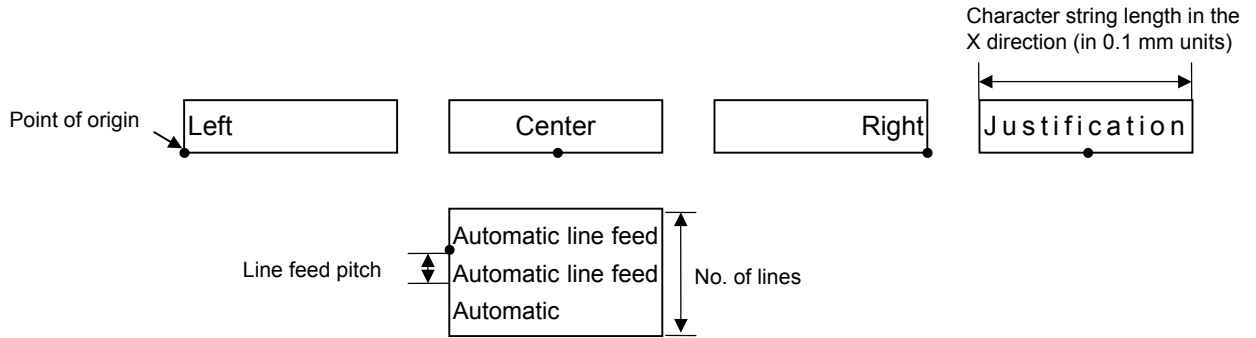 Character string length in the
X direction (in 0.1 mm units)
Point of origin
Left
Center
Right
Justification
Automatic line feed
Line feed pitch
Automatic line feed
No. of lines
Automatic